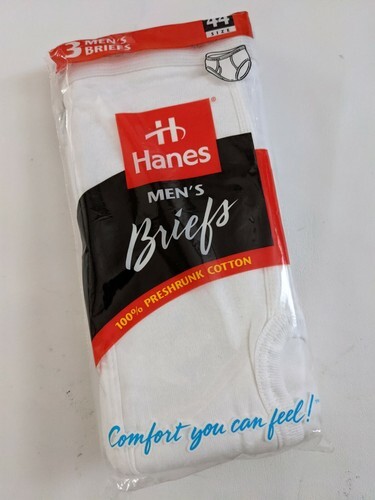 3 MEN'S
BRIEFS
44
SIZE
Hanes®
MEN'S
Briefs
100% PRESHRUNK COTTON
Comfort you can feel!